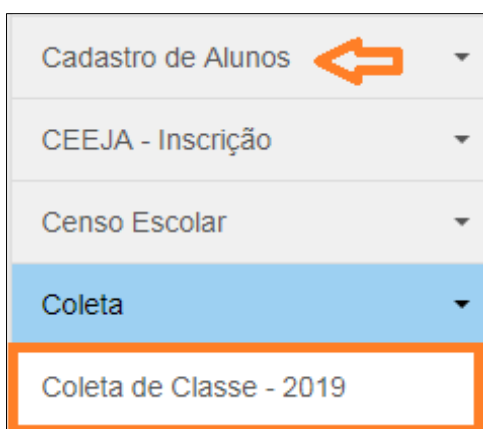 Cadastro de Alunos
CEEJA - Inscrição
Censo Escolar
Coleta
Coleta de Classe - 2019